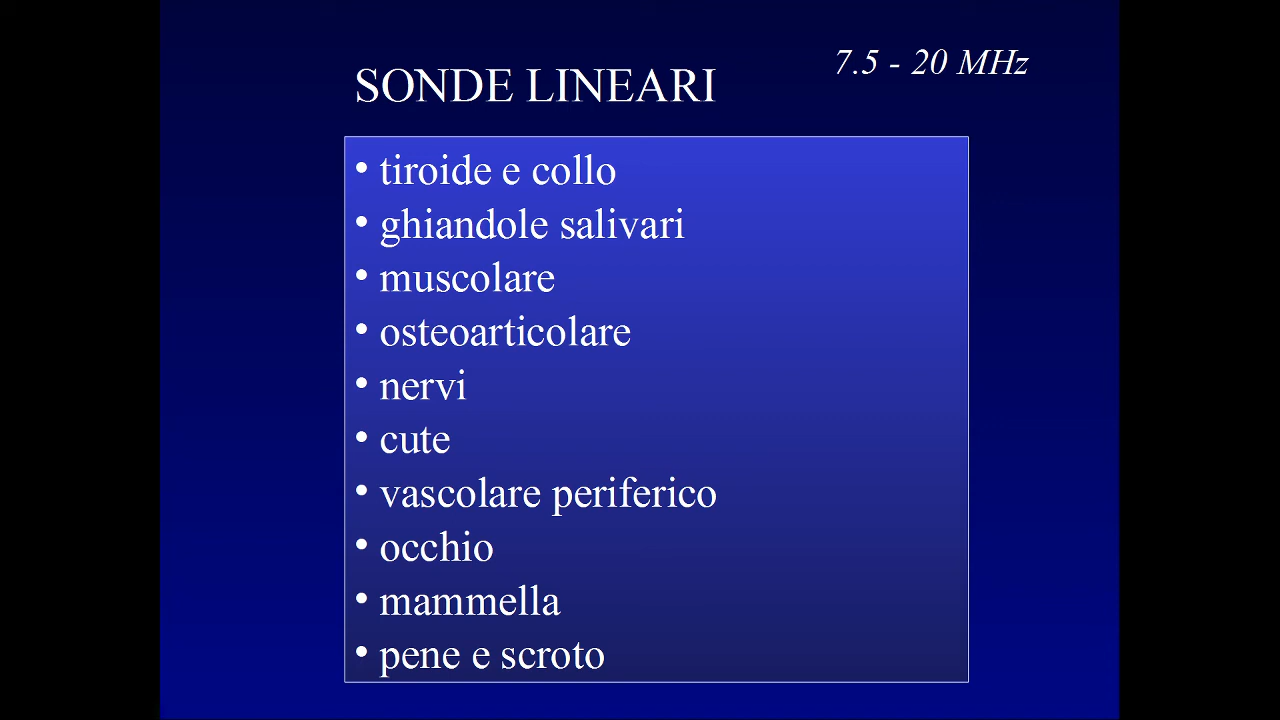 7.5 - 20 MHz
SONDE LINEARI
• tiroide e collo
• ghiandole salivari
• muscolare
• osteoarticolare
• nervi
• cute
• vascolare periferico
• occhio
• mammella
• pene e scroto